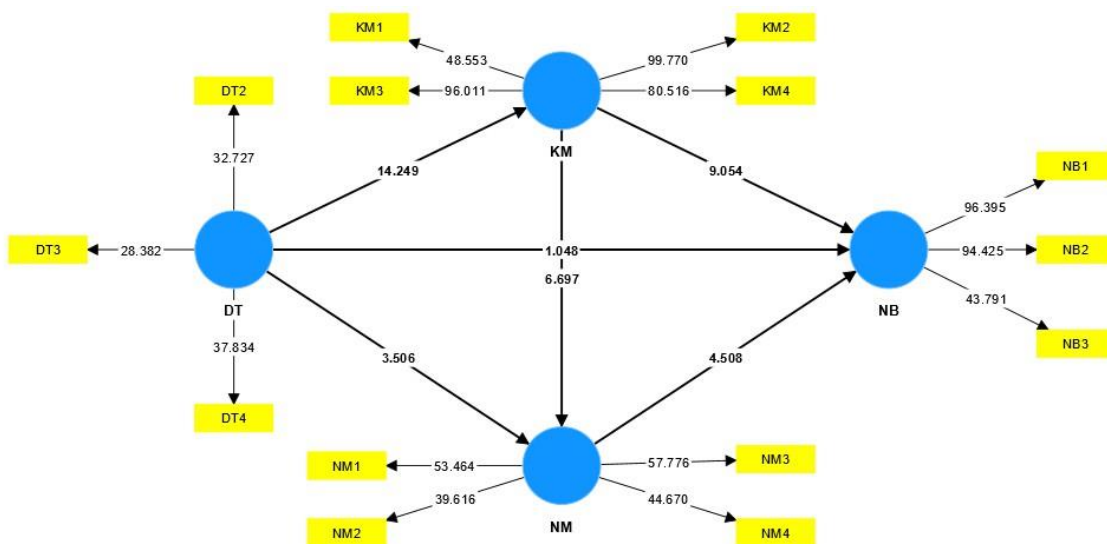 KM1
KM2
48.553
99.770
KM3
96.011
80.516
KM4
DT2
KM
32.727
14.249
9.054
NB1
96.395
DT3
28.382
1.048
94.425
NB2
6.697
43.791
DT
NB
37.834
3.506
4.508
NB3
DT4
NM1
53.464
57.776
NM3
39.616
44.670
NM2
NM
NM4